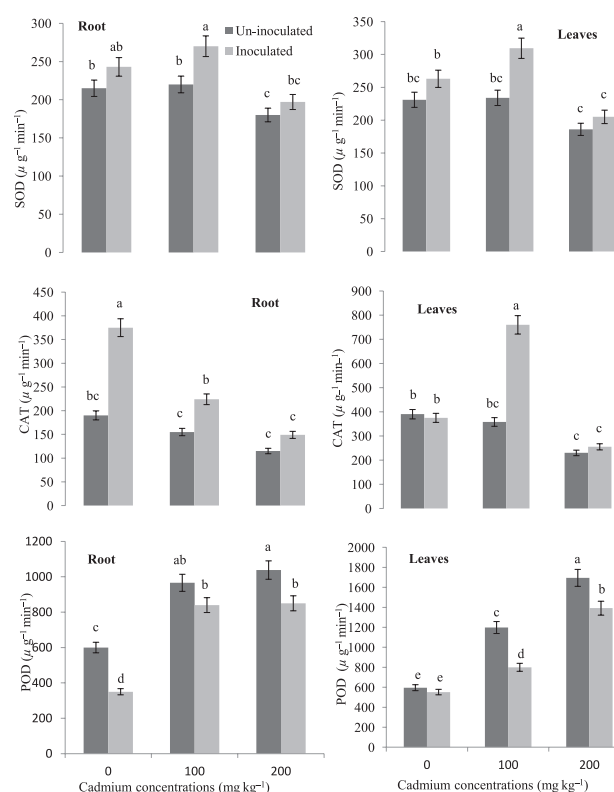 Root
Un-inoculated
Inoculated
SOD (µ g⁻¹ min⁻¹)
300
250
200
150
100
50
0
b
ab
b
a
c
bc
Leaves
SOD (µ g⁻¹ min⁻¹)
350
300
250
200
150
100
50
0
bc
b
bc
a
c
c
Root
CAT (µ g⁻¹ min⁻¹)
450
400
350
300
250
200
150
100
50
0
bc
a
c
b
c
c
Leaves
CAT (µ g⁻¹ min⁻¹)
900
800
700
600
500
400
300
200
100
0
b
b
bc
a
c
c
Root
POD (µ g⁻¹ min⁻¹)
1200
1000
800
600
400
200
0
c
d
ab
b
a
b
0
100
200
Cadmium concentrations (mg kg⁻¹)
Leaves
POD (µ g⁻¹ min⁻¹)
2000
1800
1600
1400
1200
1000
800
600
400
200
0
e
e
c
d
a
b
0
100
200
Cadmium concentrations (mg kg⁻¹)